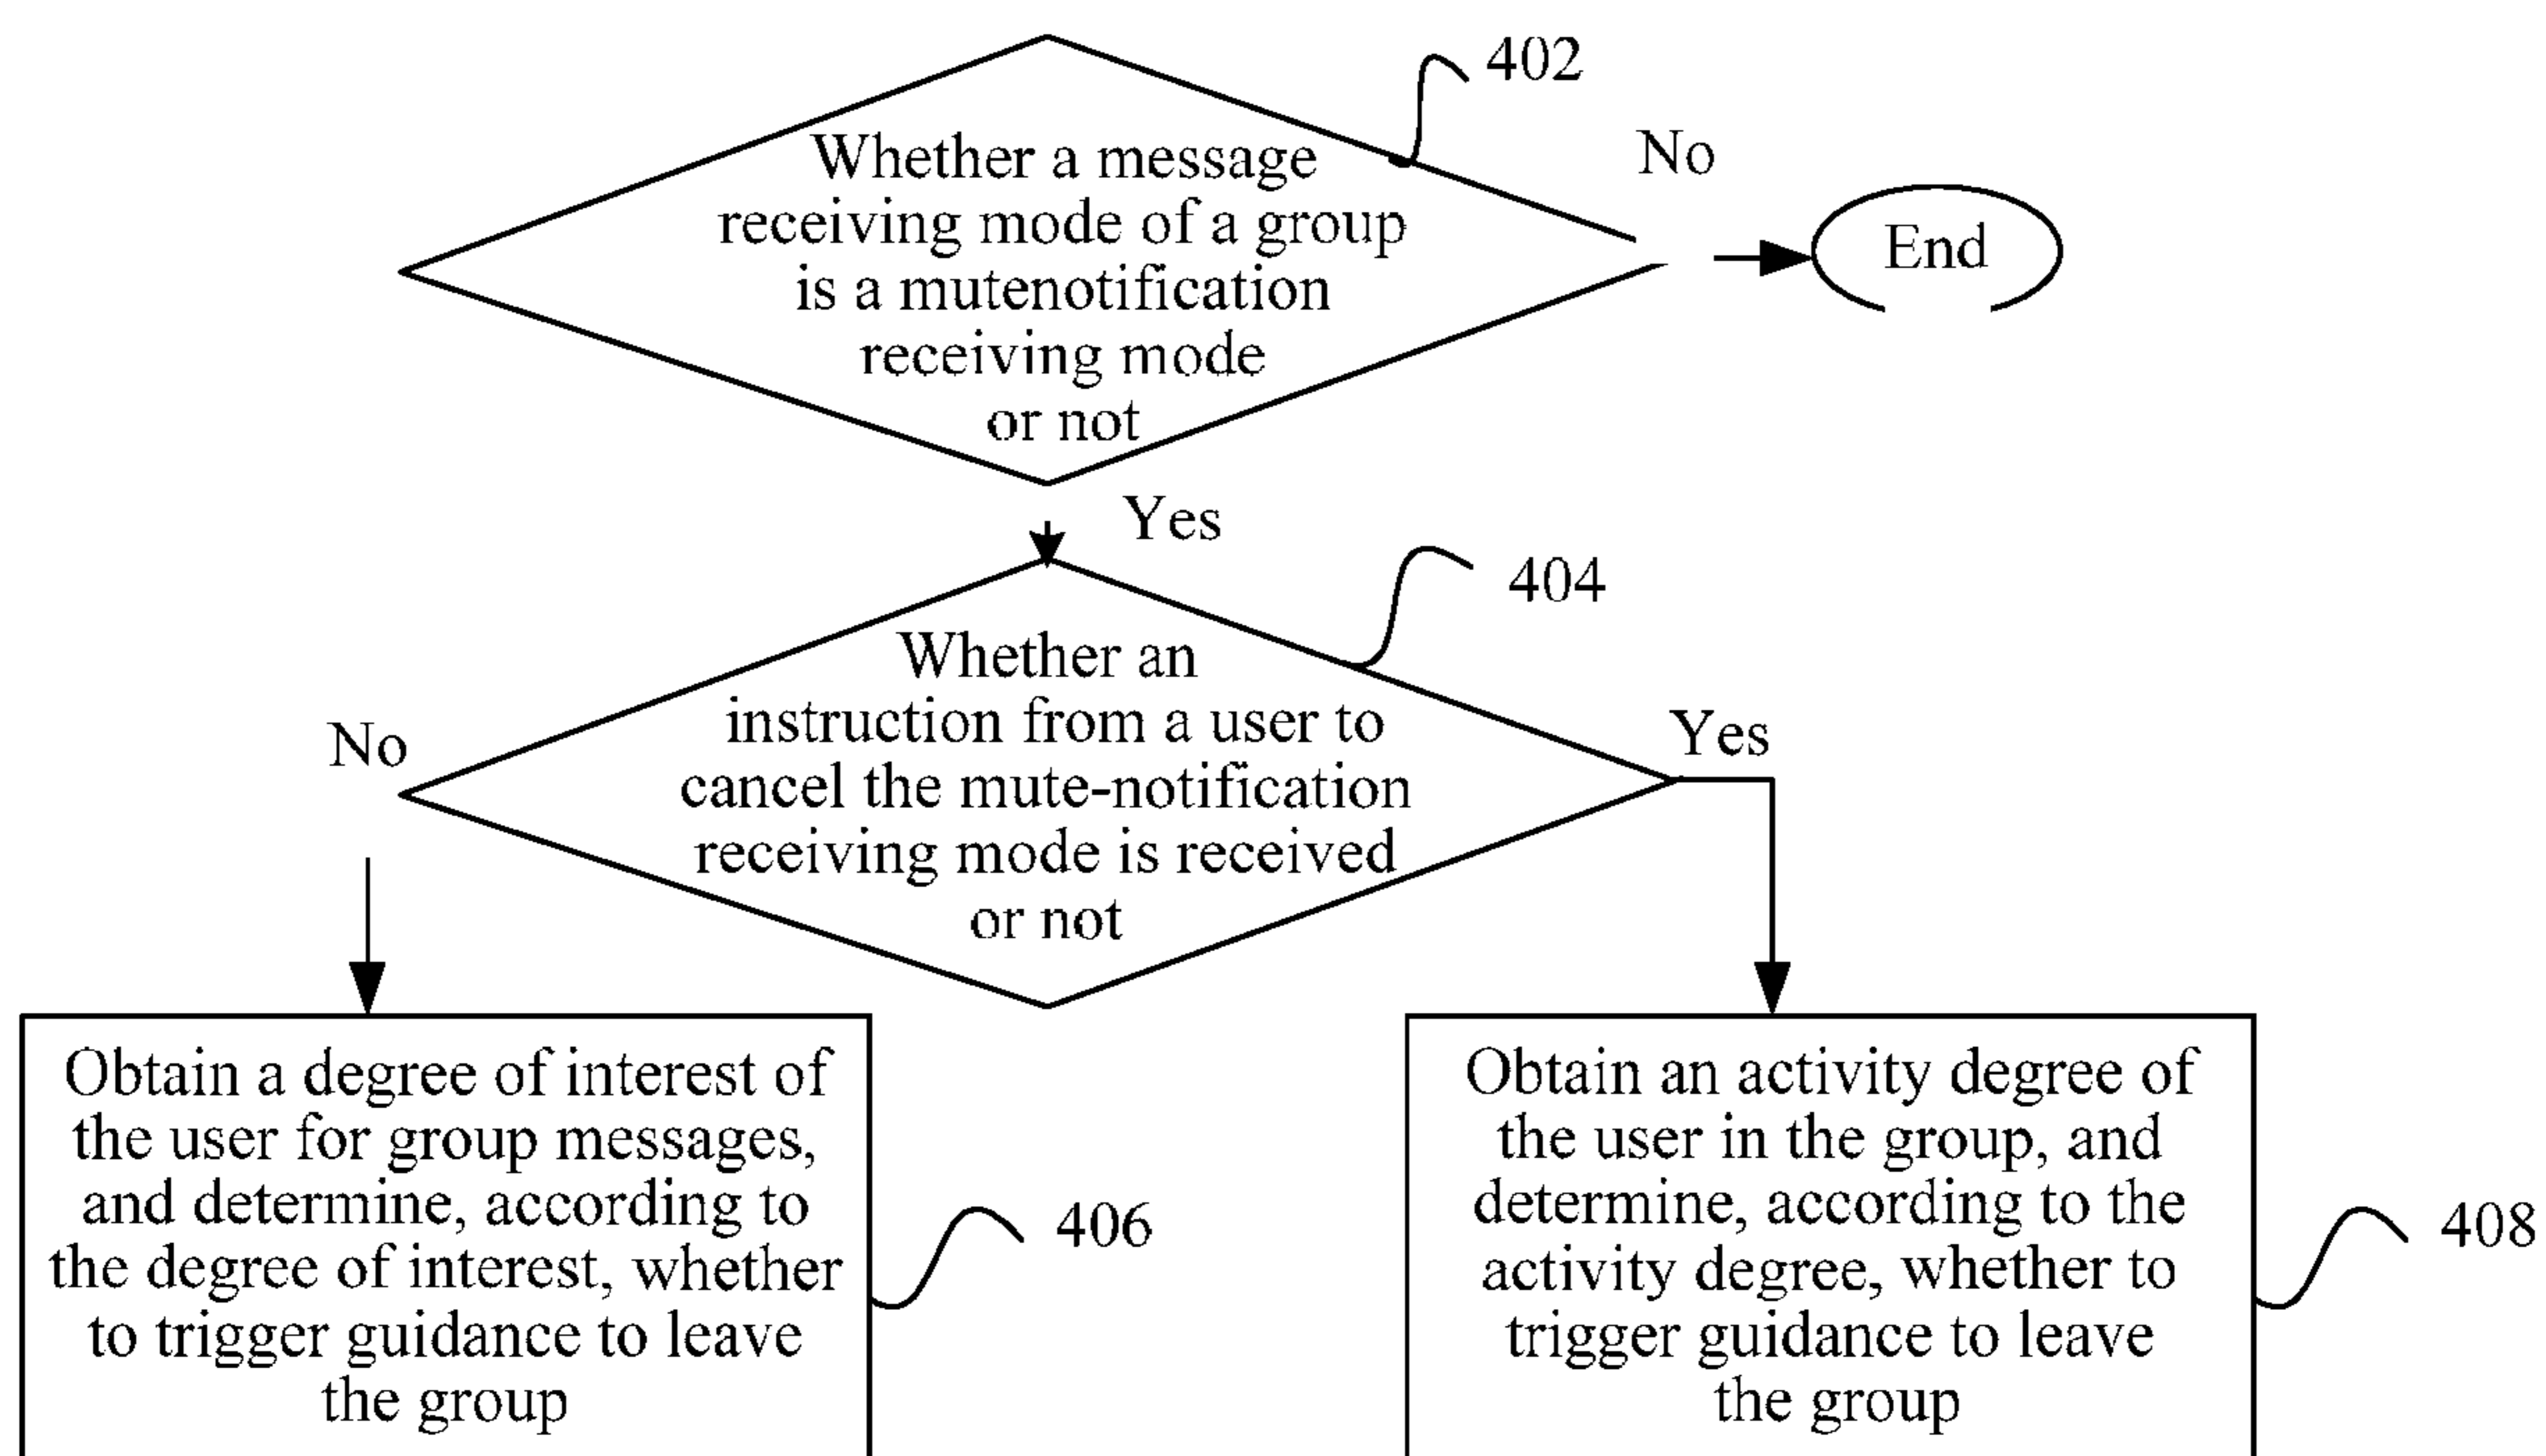 402
Whether a message
receiving mode of a group
is a mutenotification
receiving mode
or not
No
End
Yes
404
Whether an
instruction from a user to
cancel the mute-notification
receiving mode is received
or not
No
Yes
Obtain a degree of interest of
the user for group messages,
and determine, according to
the degree of interest, whether
to trigger guidance to leave
the group
406
Obtain an activity degree of
the user in the group, and
determine, according to the
activity degree, whether to
trigger guidance to leave
the group
408